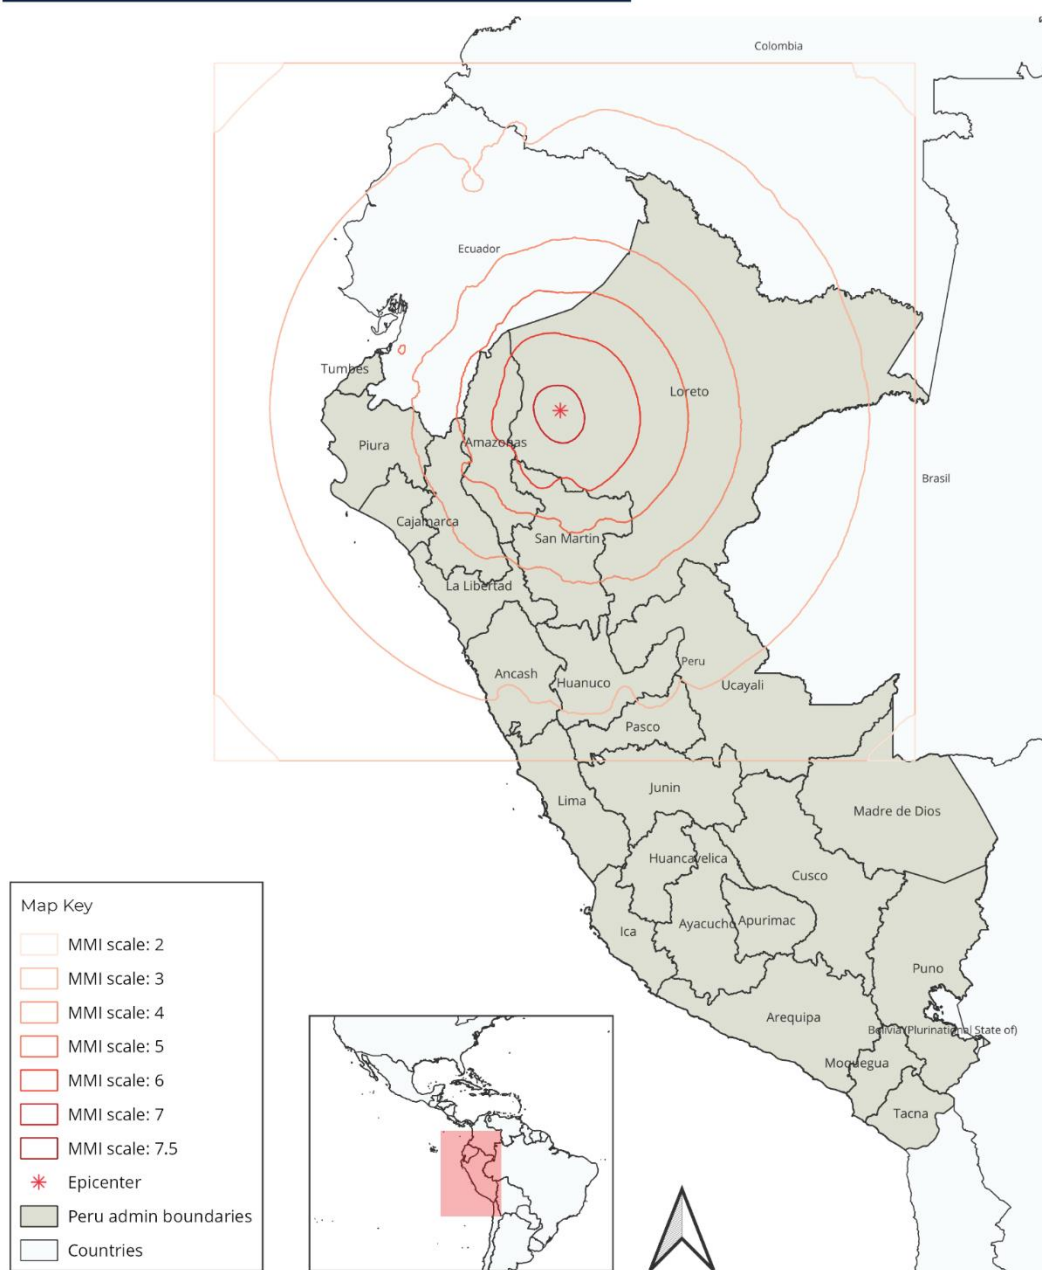 Colombia
Ecuador
Tumbes
Loreto
Piura
Amazonas
Brasil
Cajamarca
San Martin
La Libertad
Peru
Ancash
Huanuco
Ucayali
Pasco
Junin
Lima
Madre de Dios
Huancavelica
Cusco
Ayacucho
Apurimac
Ica
Puno
Arequipa
Bolivia (Plurinational State of)
Moquegua
Tacna
Map Key
MMI scale: 2
MMI scale: 3
MMI scale: 4
MMI scale: 5
MMI scale: 6
MMI scale: 7
MMI scale: 7.5
Epicenter
Peru admin boundaries
Countries